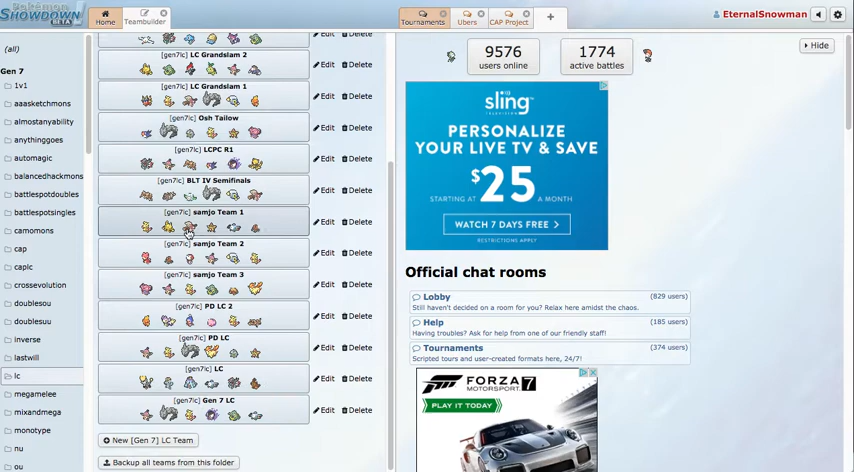 Pokémon
SHOWDOWN
BETA
Home
Teambuilder
Tournaments
Ubers
CAP Project
EternalSnowman
(all)
Gen 7
1v1
aaasketchmons
almostanyability
anythinggoes
automagic
balancedhackmons
battlespotdoubles
battlespotsingles
camomons
cap
caplc
crossevolution
doublesou
doublesuu
inverse
lastwill
lc
megamelee
mixandmega
monotype
nu
ou
Edit Delete
[gen7lc] LC Grandslam 2
Edit Delete
[gen7lc] LC Grandslam 1
Edit Delete
[gen7lc] Osh Tailow
Edit Delete
[gen7lc] LCPC R1
Edit Delete
[gen7lc] BLT IV Semifinals
Edit Delete
[gen7lc] samjo Team 1
Edit Delete
[gen7lc] samjo Team 2
Edit Delete
[gen7lc] samjo Team 3
Edit Delete
[gen7lc] PD LC 2
Edit Delete
[gen7lc] PD LC
Edit Delete
[gen7lc] LC
Edit Delete
[gen7lc] Gen 7 LC
Edit Delete
New [Gen 7] LC Team
Backup all teams from this folder
9576
users online
1774
active battles
Hide
sling
TELEVISION
PERSONALIZE
YOUR LIVE TV & SAVE
STARTING AT $25 A MONTH
WATCH 7 DAYS FREE >
RESTRICTIONS APPLY
Official chat rooms
Lobby (829 users)
Still haven't decided on a room for you? Relax here amidst the chaos.
Help (185 users)
Having troubles? Ask for help from one of our friendly staff!
Tournaments (374 users)
Scripted tours and user-created formats here, 24/7!
FORZA
MOTORSPORT 7
PLAY IT TODAY